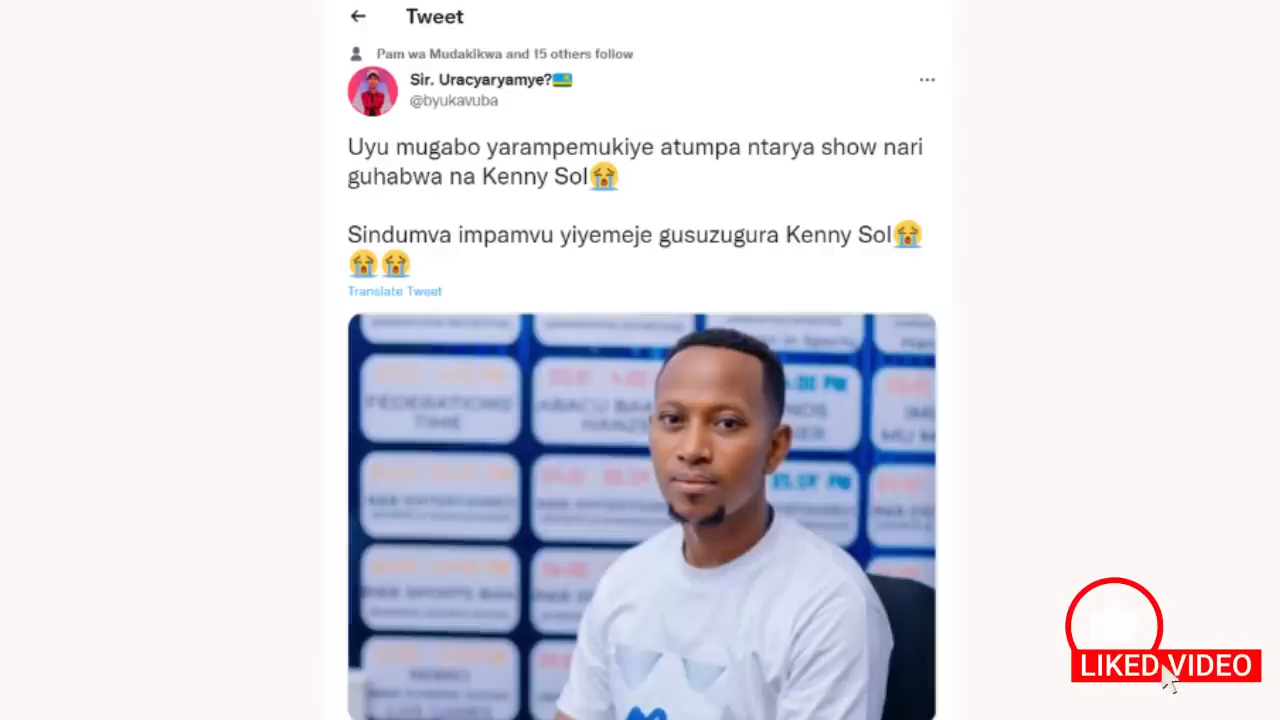 Tweet
Pam wa Mudakikwa and 15 others follow
Sir. Uracyaryamye?🇷🇼
@byukavuba
Uyu mugabo yarampemukiye atumpa ntarya show nari
guhabwa na Kenny Sol😭
Sindumva impamvu yiyemeje gusuzugura Kenny Sol😭
😭😭
Translate Tweet
FEDERATIONS
TIME
LIKED VIDEO